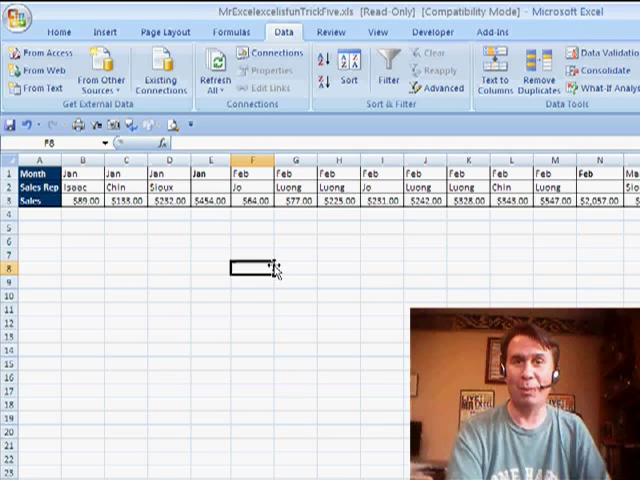 MrExcelexcelisfunTrickFive.xls [Read-Only] [Compatibility Mode] - Microsoft Excel
Home Insert Page Layout Formulas Data Review View Developer Add-Ins
From Access
From Web
From Text
From Other Sources
Existing Connections
Get External Data
Refresh All
Connections
Properties
Edit Links
Connections
Sort
Filter
Clear
Reapply
Advanced
Sort & Filter
Text to Columns
Remove Duplicates
Data Validatio
Consolidate
What-If Analys
Data Tools
F8 fx
A B C D E F G H I J K L M N
1 Month Jan Jan Jan Jan Feb Feb Feb Feb Feb Feb Feb Feb Feb Ma
2 Sales Rep Isaac Chin Sioux Jo Luong Luong Jo Luong Luong Chin Luong Sio
3 Sales $89.00 $133.00 $232.00 $454.00 $64.00 $77.00 $225.00 $231.00 $242.00 $328.00 $343.00 $547.00 $2,057.00
4
5
6
7
8
9
10
11
12
13
14
15
16
17
18
19
20
21
22
23
LIVE!